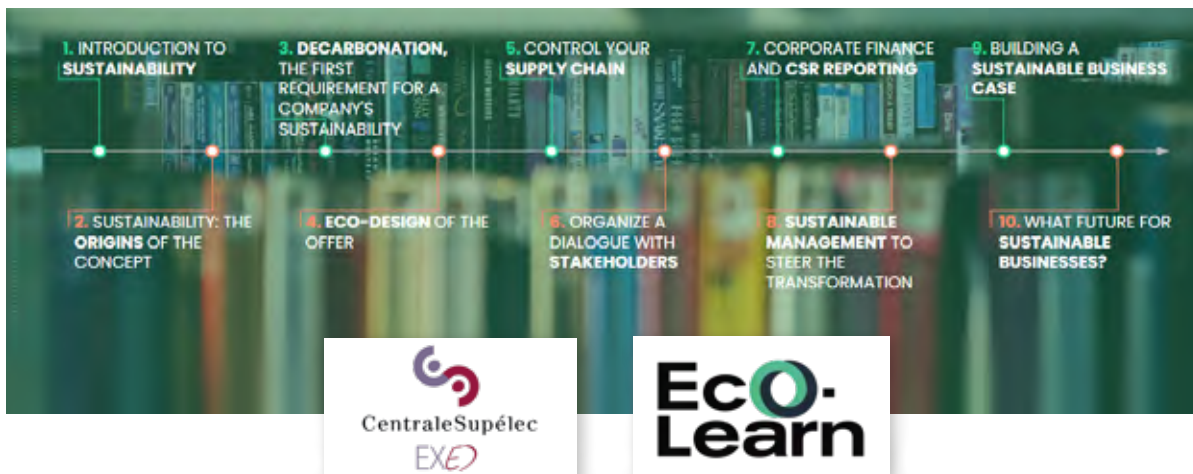 1. INTRODUCTION TO
SUSTAINABILITY
3. DECARBONATION,
THE FIRST
REQUIREMENT FOR A
COMPANY'S
SUSTAINABILITY
5. CONTROL YOUR
SUPPLY CHAIN
7. CORPORATE FINANCE
AND CSR REPORTING
9. BUILDING A
SUSTAINABLE BUSINESS
CASE
2. SUSTAINABILITY: THE
ORIGINS OF THE
CONCEPT
4. ECO-DESIGN OF THE
OFFER
6. ORGANIZE A
DIALOGUE WITH
STAKEHOLDERS
8. SUSTAINABLE
MANAGEMENT TO
STEER THE
TRANSFORMATION
10. WHAT FUTURE FOR
SUSTAINABLE
BUSINESSES?
CentraleSupélec
EXED
Eco-
Learn